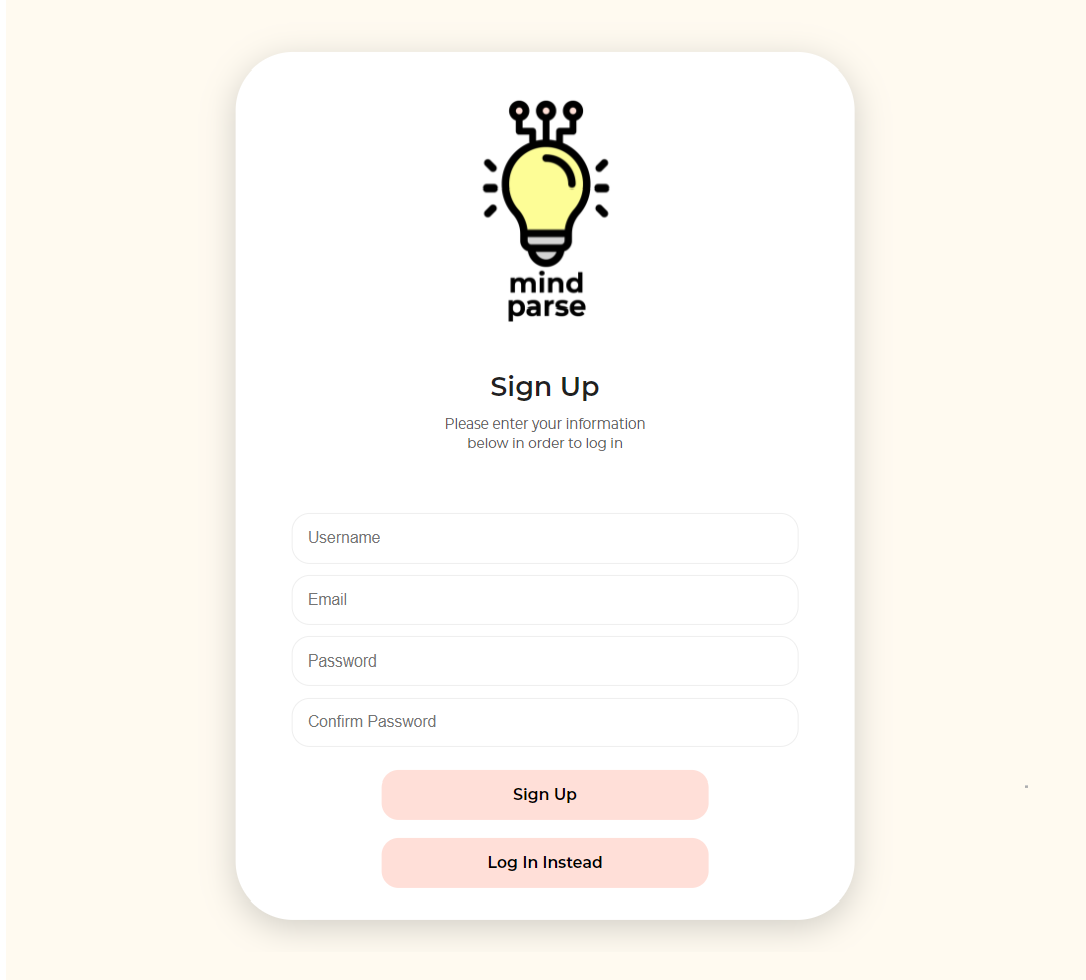 mind
parse
Sign Up
Please enter your information
below in order to log in
Username
Email
Password
Confirm Password
Sign Up
Log In Instead